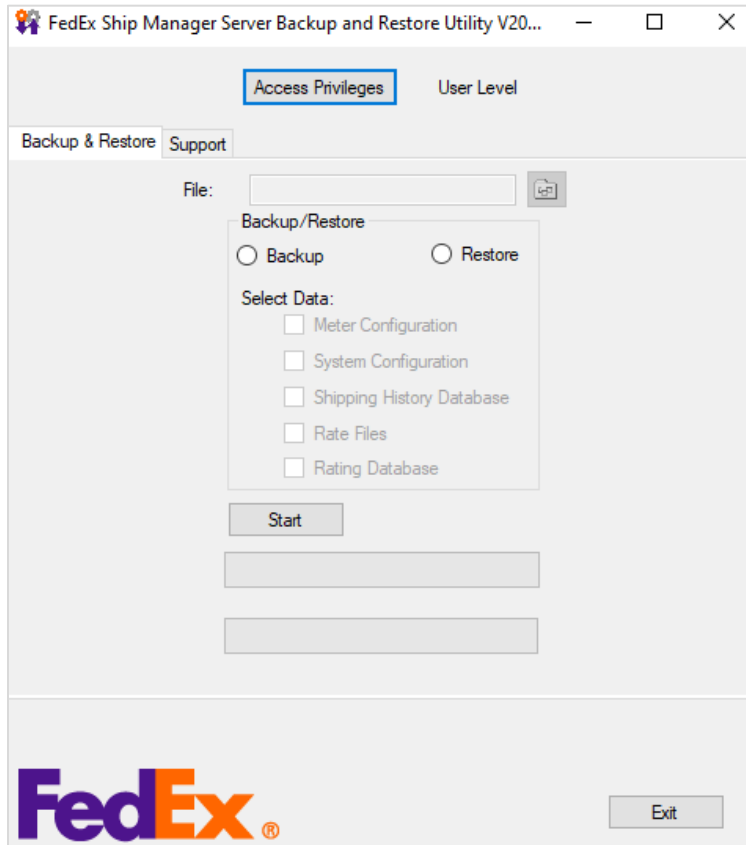 FedEx Ship Manager Server Backup and Restore Utility V20...
Access Privileges User Level
Backup & Restore Support
File:
Backup/Restore
Backup Restore
Select Data:
Meter Configuration
System Configuration
Shipping History Database
Rate Files
Rating Database
Start
FedEx®
Exit